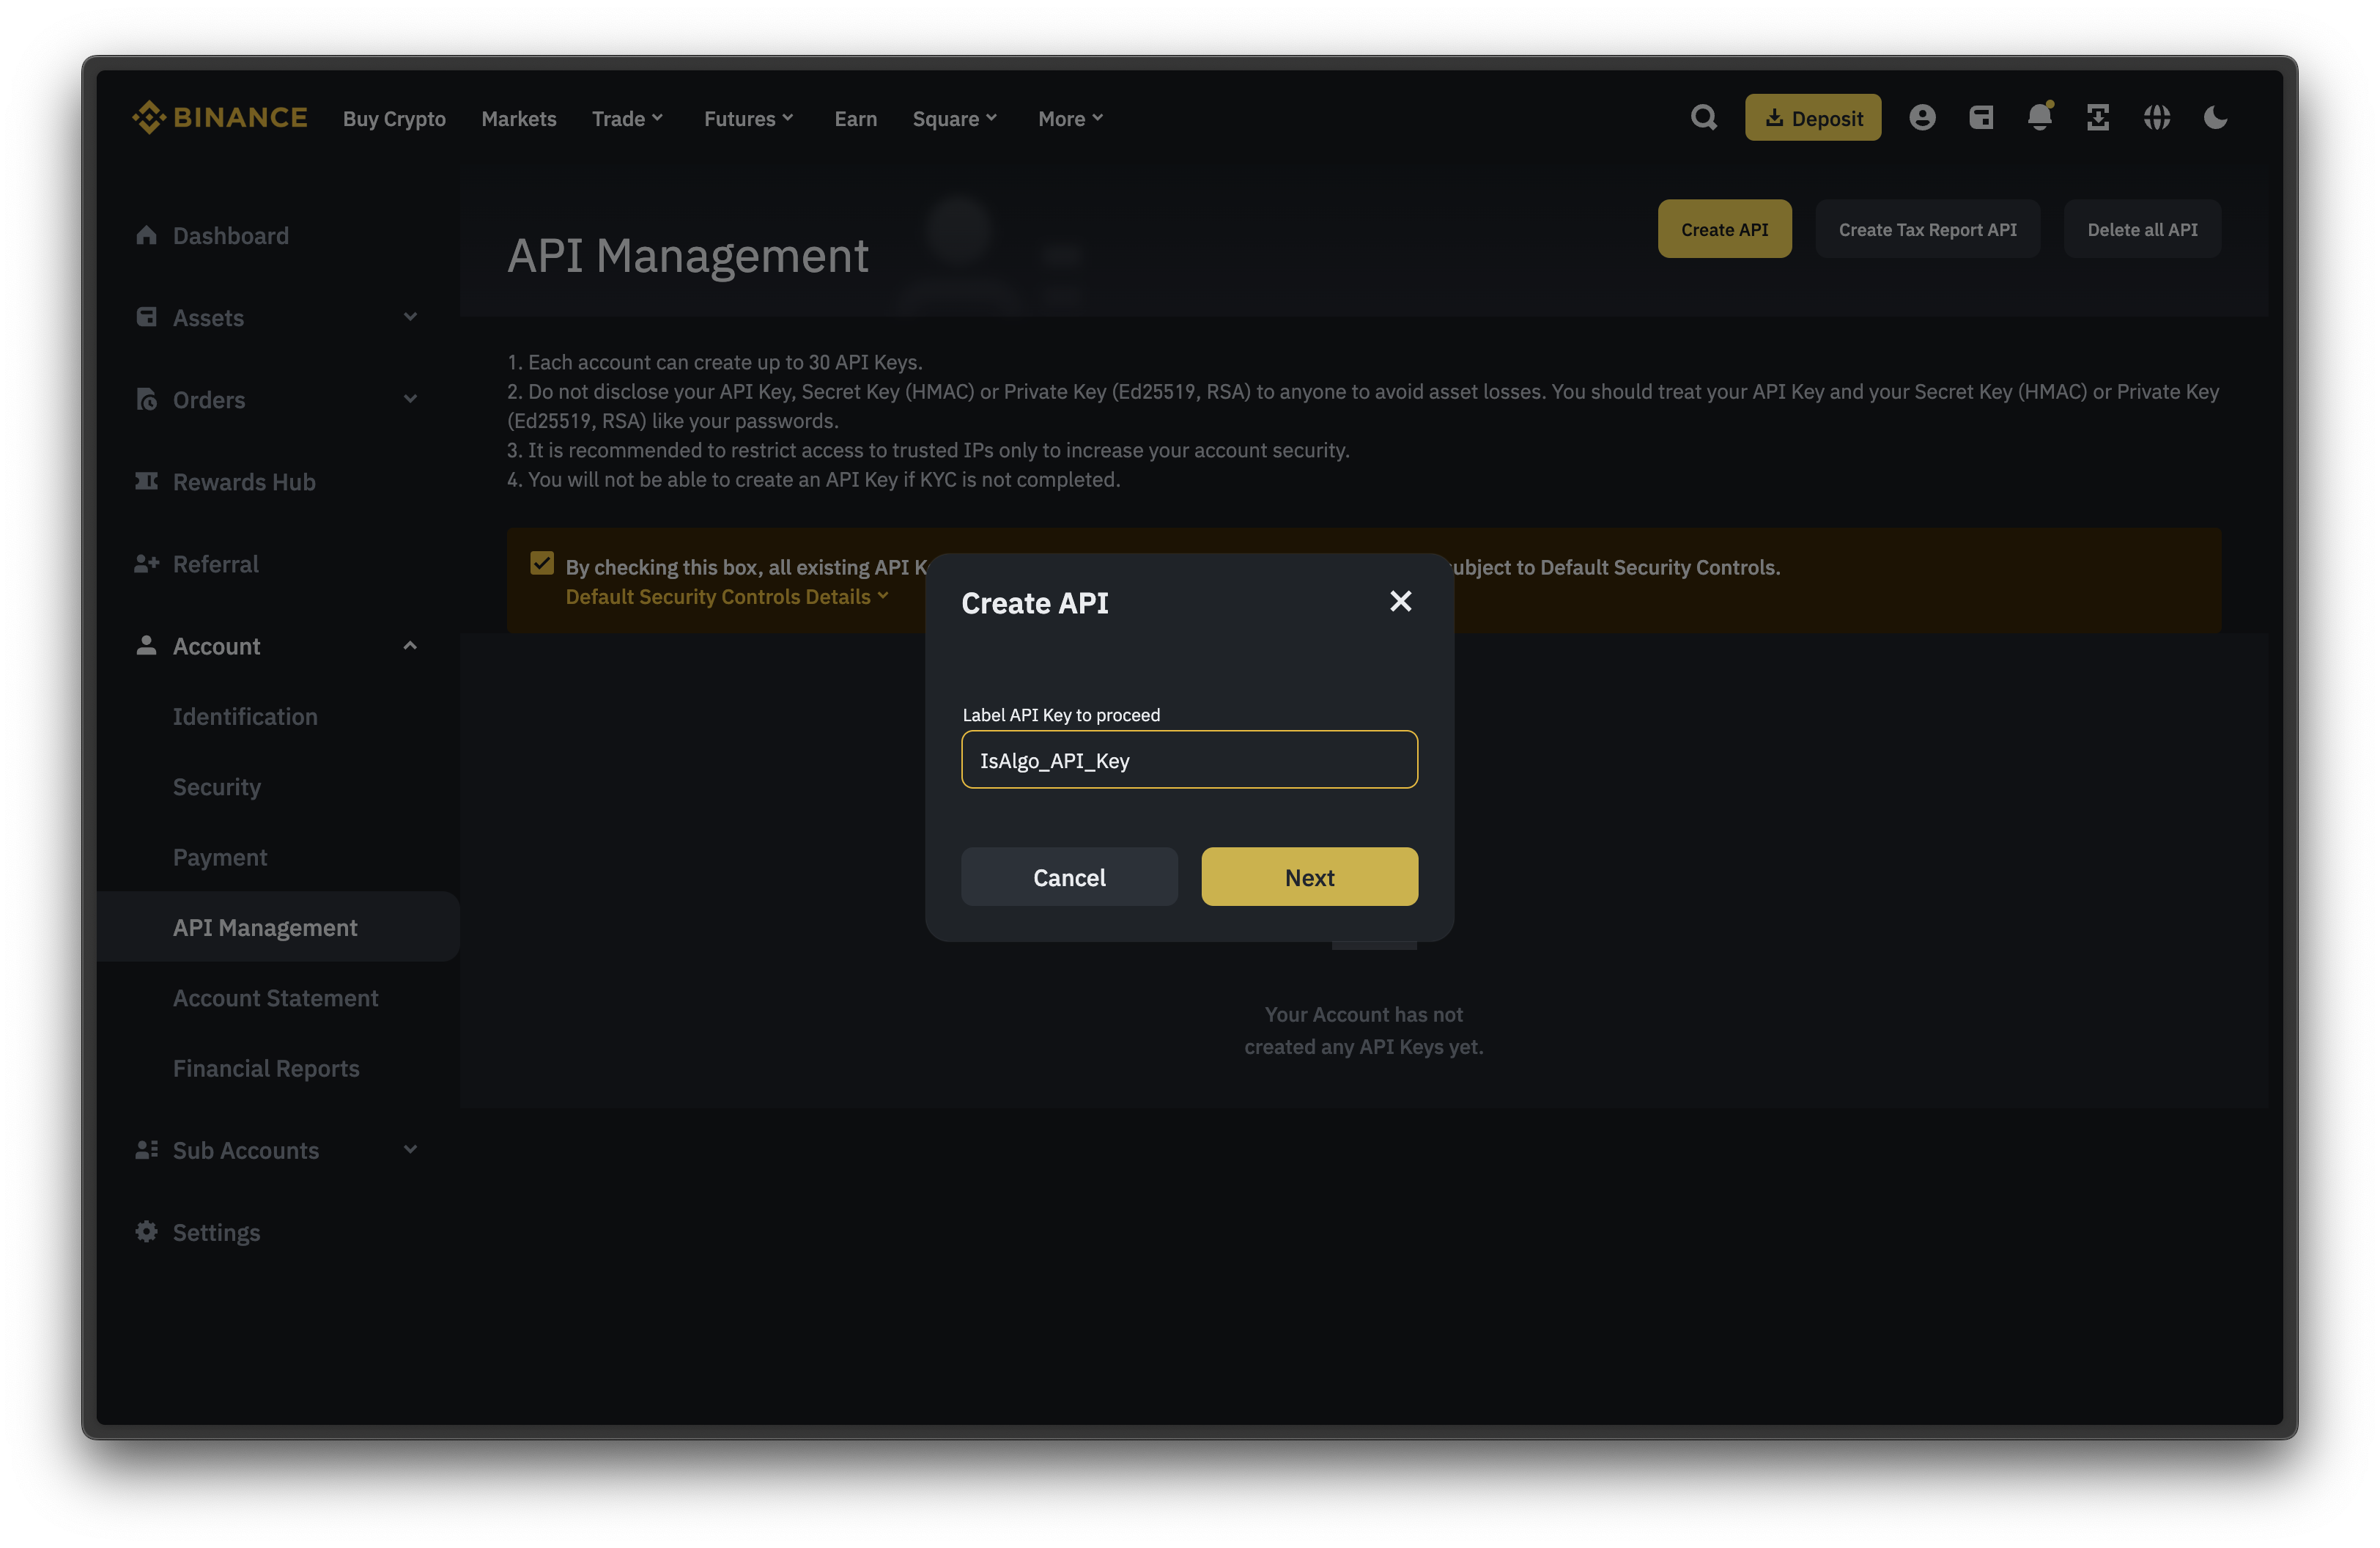 BINANCE
Buy Crypto
Markets
Trade
Futures
Earn
Square
More
Deposit
Dashboard
Assets
Orders
Rewards Hub
Referral
Account
Identification
Security
Payment
API Management
Account Statement
Financial Reports
Sub Accounts
Settings
API Management
Create API
Create Tax Report API
Delete all API
1. Each account can create up to 30 API Keys.
2. Do not disclose your API Key, Secret Key (HMAC) or Private Key (Ed25519, RSA) to anyone to avoid asset losses. You should treat your API Key and your Secret Key (HMAC) or Private Key
(Ed25519, RSA) like your passwords.
3. It is recommended to restrict access to trusted IPs only to increase your account security.
4. You will not be able to create an API Key if KYC is not completed.
By checking this box, all existing API subject to Default Security Controls.
Default Security Controls Details
Create API
Label API Key to proceed
IsAlgo_API_Key
Cancel
Next
Your Account has not
created any API Keys yet.